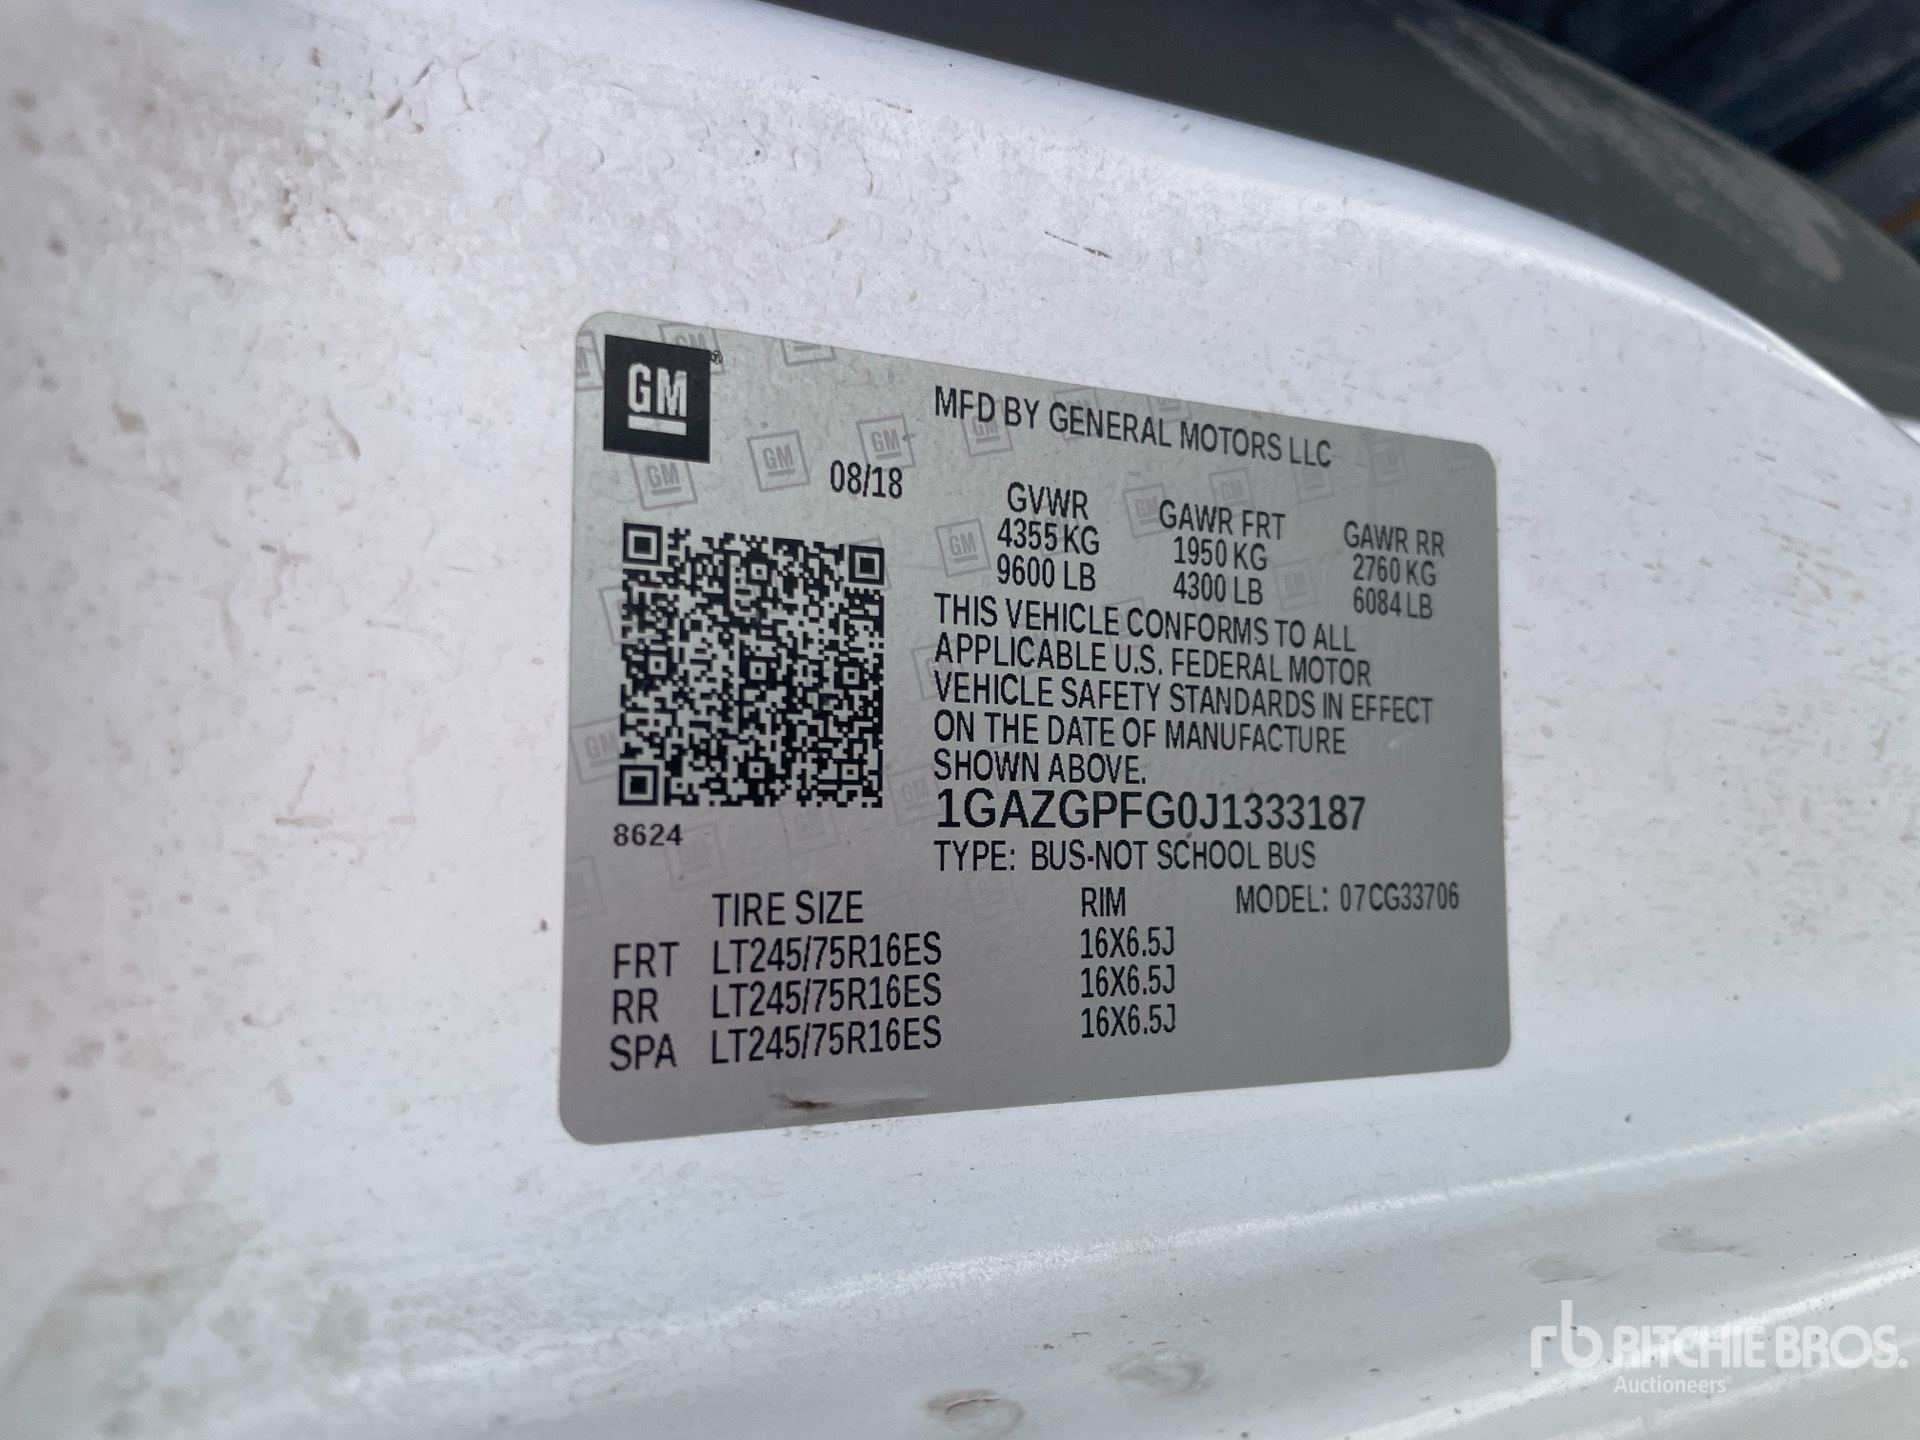 GM®
MFD BY GENERAL MOTORS LLC
08/18
GVWR GAWR FRT GAWR RR
4355 KG 1950 KG 2760 KG
9600 LB 4300 LB 6084 LB
THIS VEHICLE CONFORMS TO ALL
APPLICABLE U.S. FEDERAL MOTOR
VEHICLE SAFETY STANDARDS IN EFFECT
ON THE DATE OF MANUFACTURE
SHOWN ABOVE.
1GAZGPFG0J1333187
8624
TYPE: BUS-NOT SCHOOL BUS
TIRE SIZE RIM MODEL: 07CG33706
FRT LT245/75R16ES 16X6.5J
RR LT245/75R16ES 16X6.5J
SPA LT245/75R16ES 16X6.5J
rb RITCHIE BROS.
Auctioneers